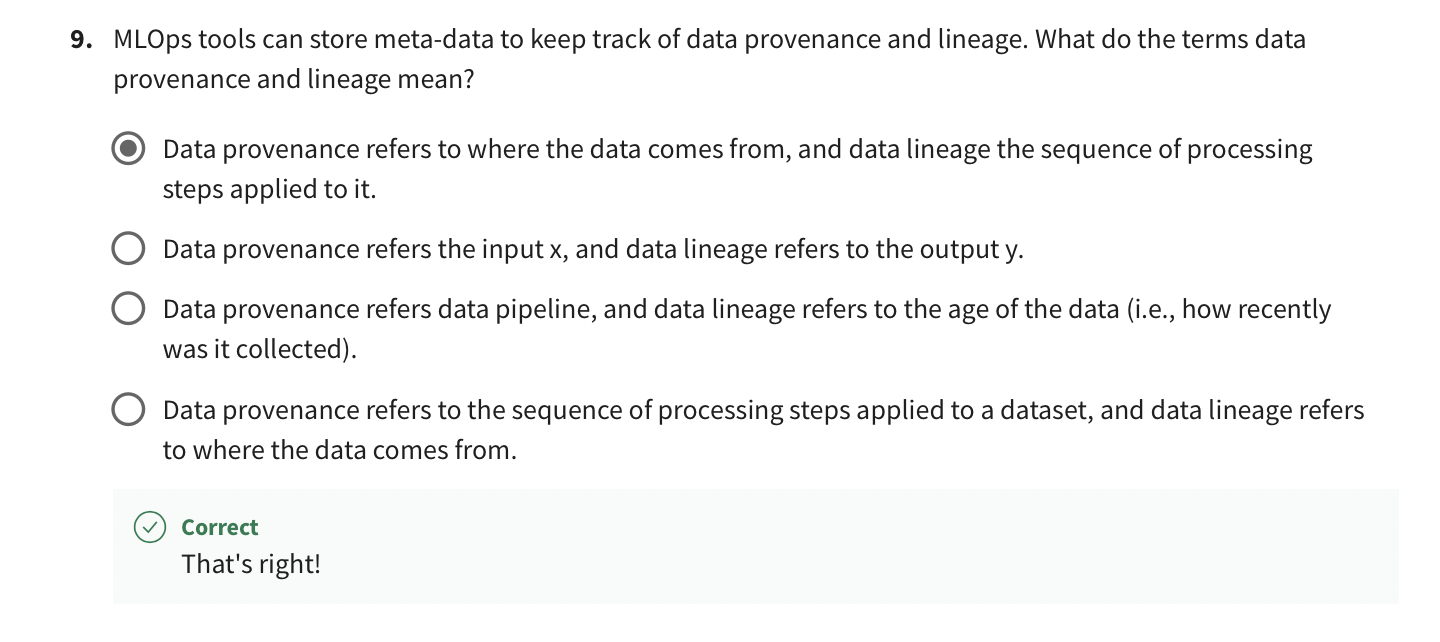 9. MLOps tools can store meta-data to keep track of data provenance and lineage. What do the terms data
provenance and lineage mean?
Data provenance refers to where the data comes from, and data lineage the sequence of processing
steps applied to it.
Data provenance refers the input x, and data lineage refers to the output y.
Data provenance refers data pipeline, and data lineage refers to the age of the data (i.e., how recently
was it collected).
Data provenance refers to the sequence of processing steps applied to a dataset, and data lineage refers
to where the data comes from.
Correct
That's right!